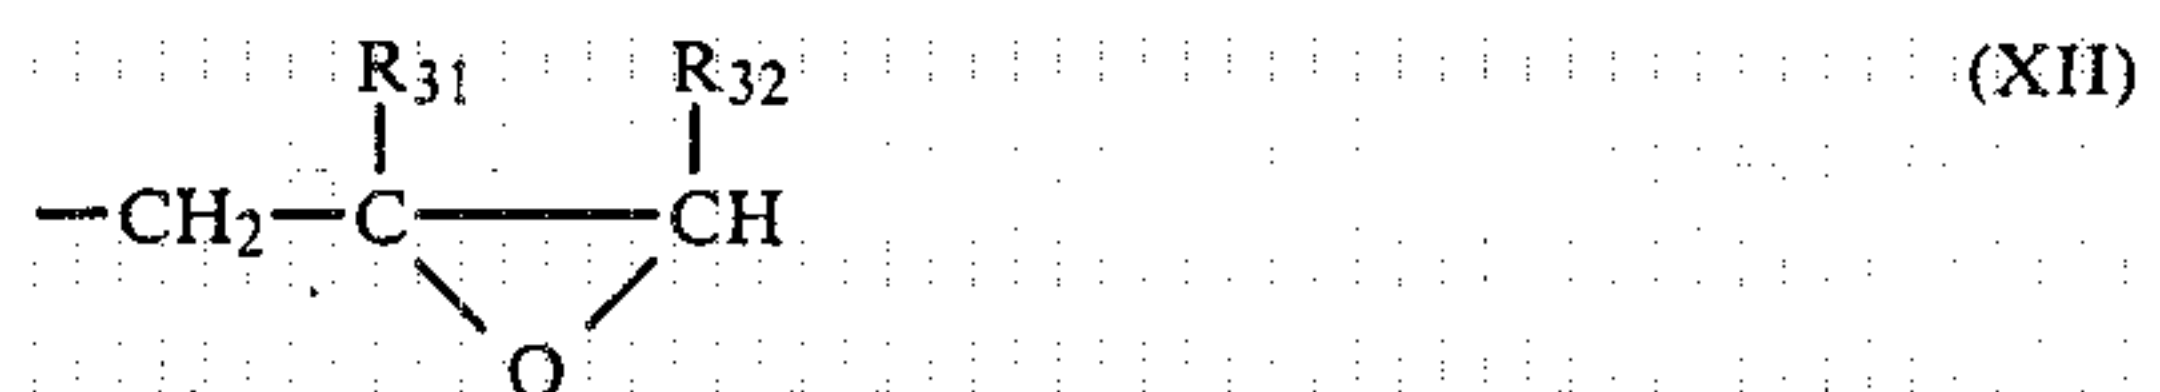 R31 R32 (XII)
—CH2—C—CH
O